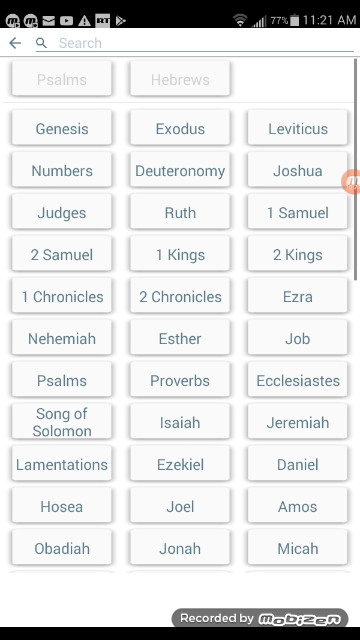 RT
77% 11:21 AM
Search
Psalms Hebrews
Genesis Exodus Leviticus
Numbers Deuteronomy Joshua
Judges Ruth 1 Samuel
2 Samuel 1 Kings 2 Kings
1 Chronicles 2 Chronicles Ezra
Nehemiah Esther Job
Psalms Proverbs Ecclesiastes
Song of
Solomon Isaiah Jeremiah
Lamentations Ezekiel Daniel
Hosea Joel Amos
Obadiah Jonah Micah
Recorded by MOBIZEN